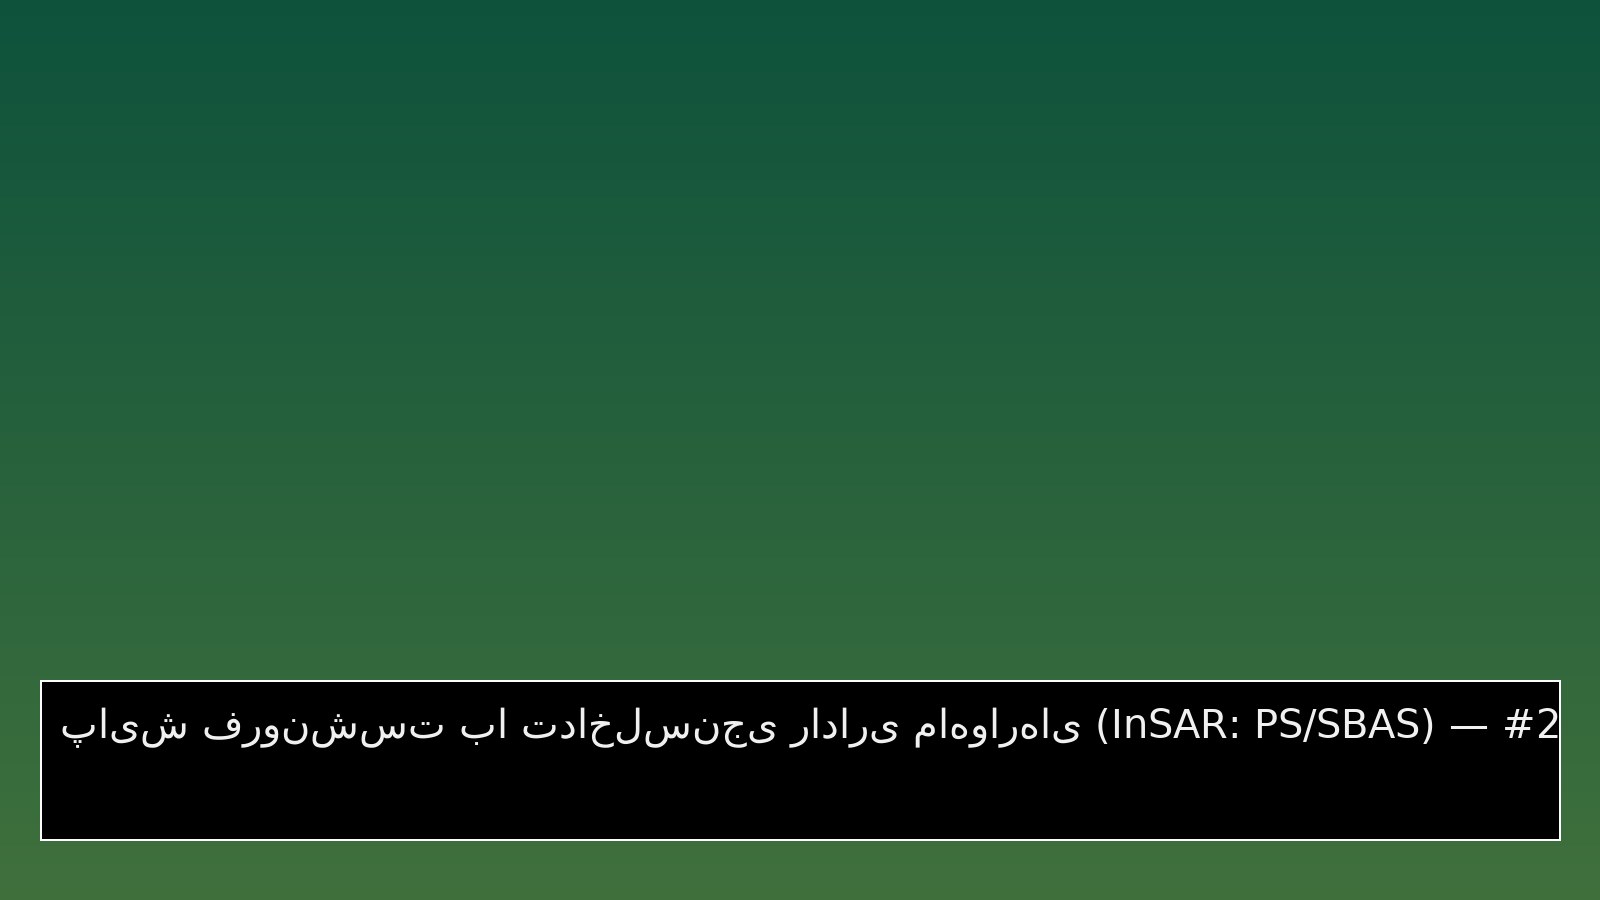 پایش فرونشست با تداخل‌سنجی راداری ماهواره‌ای (InSAR: PS/SBAS) — #2